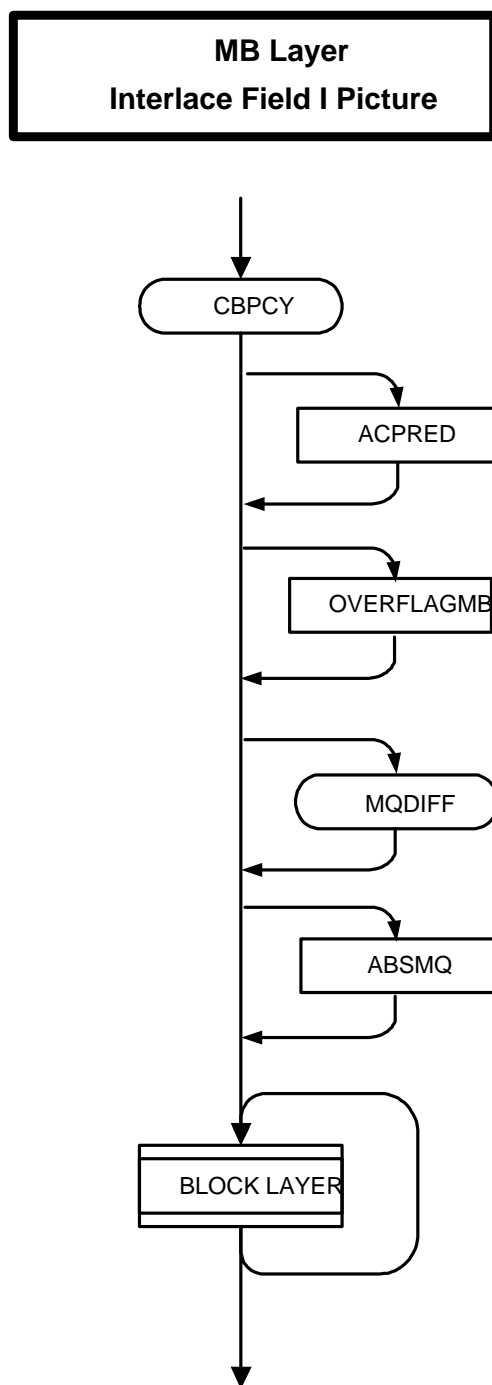 MB Layer
Interlace Field I Picture
CBPCY
ACPRED
OVERFLAGMB
MQDIFF
ABSMQ
BLOCK LAYER